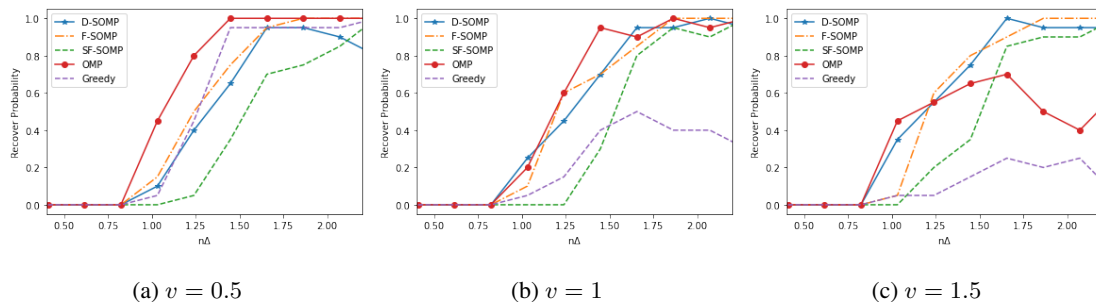 D-SOMP
F-SOMP
SF-SOMP
OMP
Greedy
Recover Probability
1.0
0.8
0.6
0.4
0.2
0.0
0.50 0.75 1.00 1.25 1.50 1.75 2.00
nΔ
(a) v = 0.5
D-SOMP
F-SOMP
SF-SOMP
OMP
Greedy
Recover Probability
1.0
0.8
0.6
0.4
0.2
0.0
0.50 0.75 1.00 1.25 1.50 1.75 2.00
nΔ
(b) v = 1
D-SOMP
F-SOMP
SF-SOMP
OMP
Greedy
Recover Probability
1.0
0.8
0.6
0.4
0.2
0.0
0.50 0.75 1.00 1.25 1.50 1.75 2.00
nΔ
(c) v = 1.5